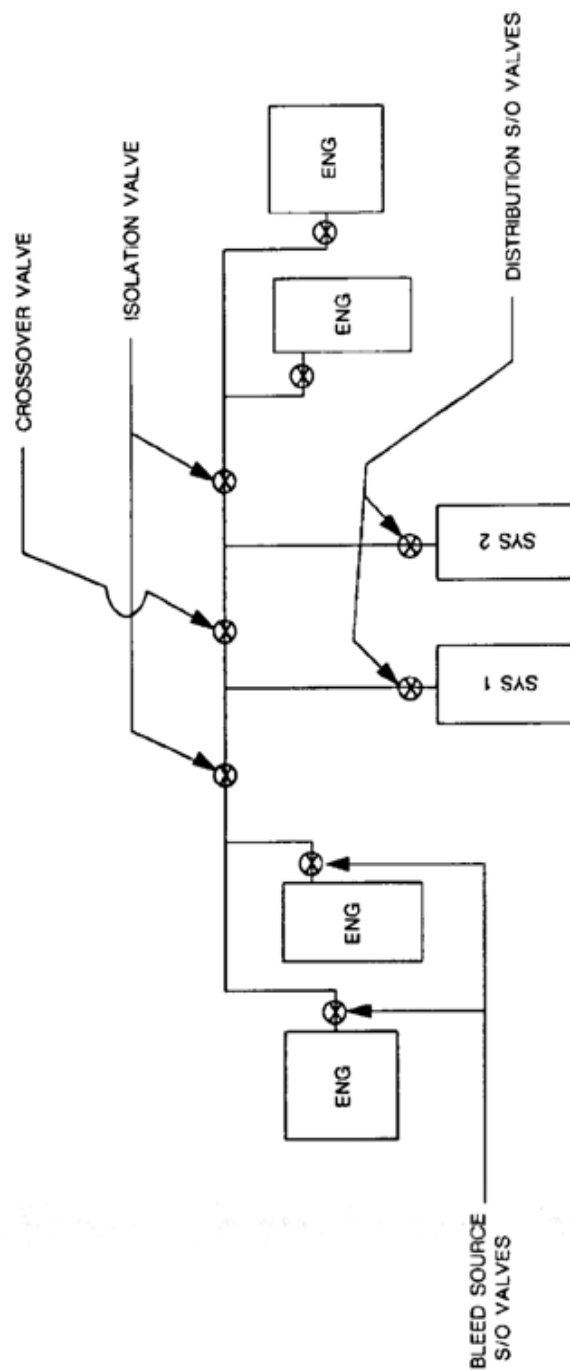 CROSSOVER VALVE
ISOLATION VALVE
ENG
ENG
ENG
ENG
SYS 1
SYS 2
DISTRIBUTION S/O VALVES
BLEED SOURCE
S/O VALVES